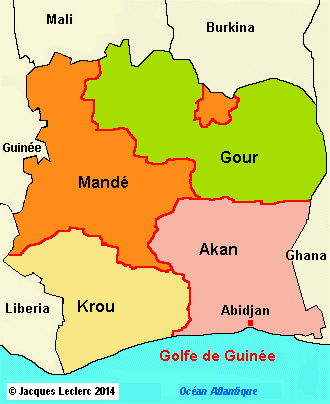 Mali
Burkina
Guinée
Gour
Mandé
Akan
Ghana
Liberia
Krou
Abidjan
Golfe de Guinée
© Jacques Leclerc 2014
Océan Atlantique